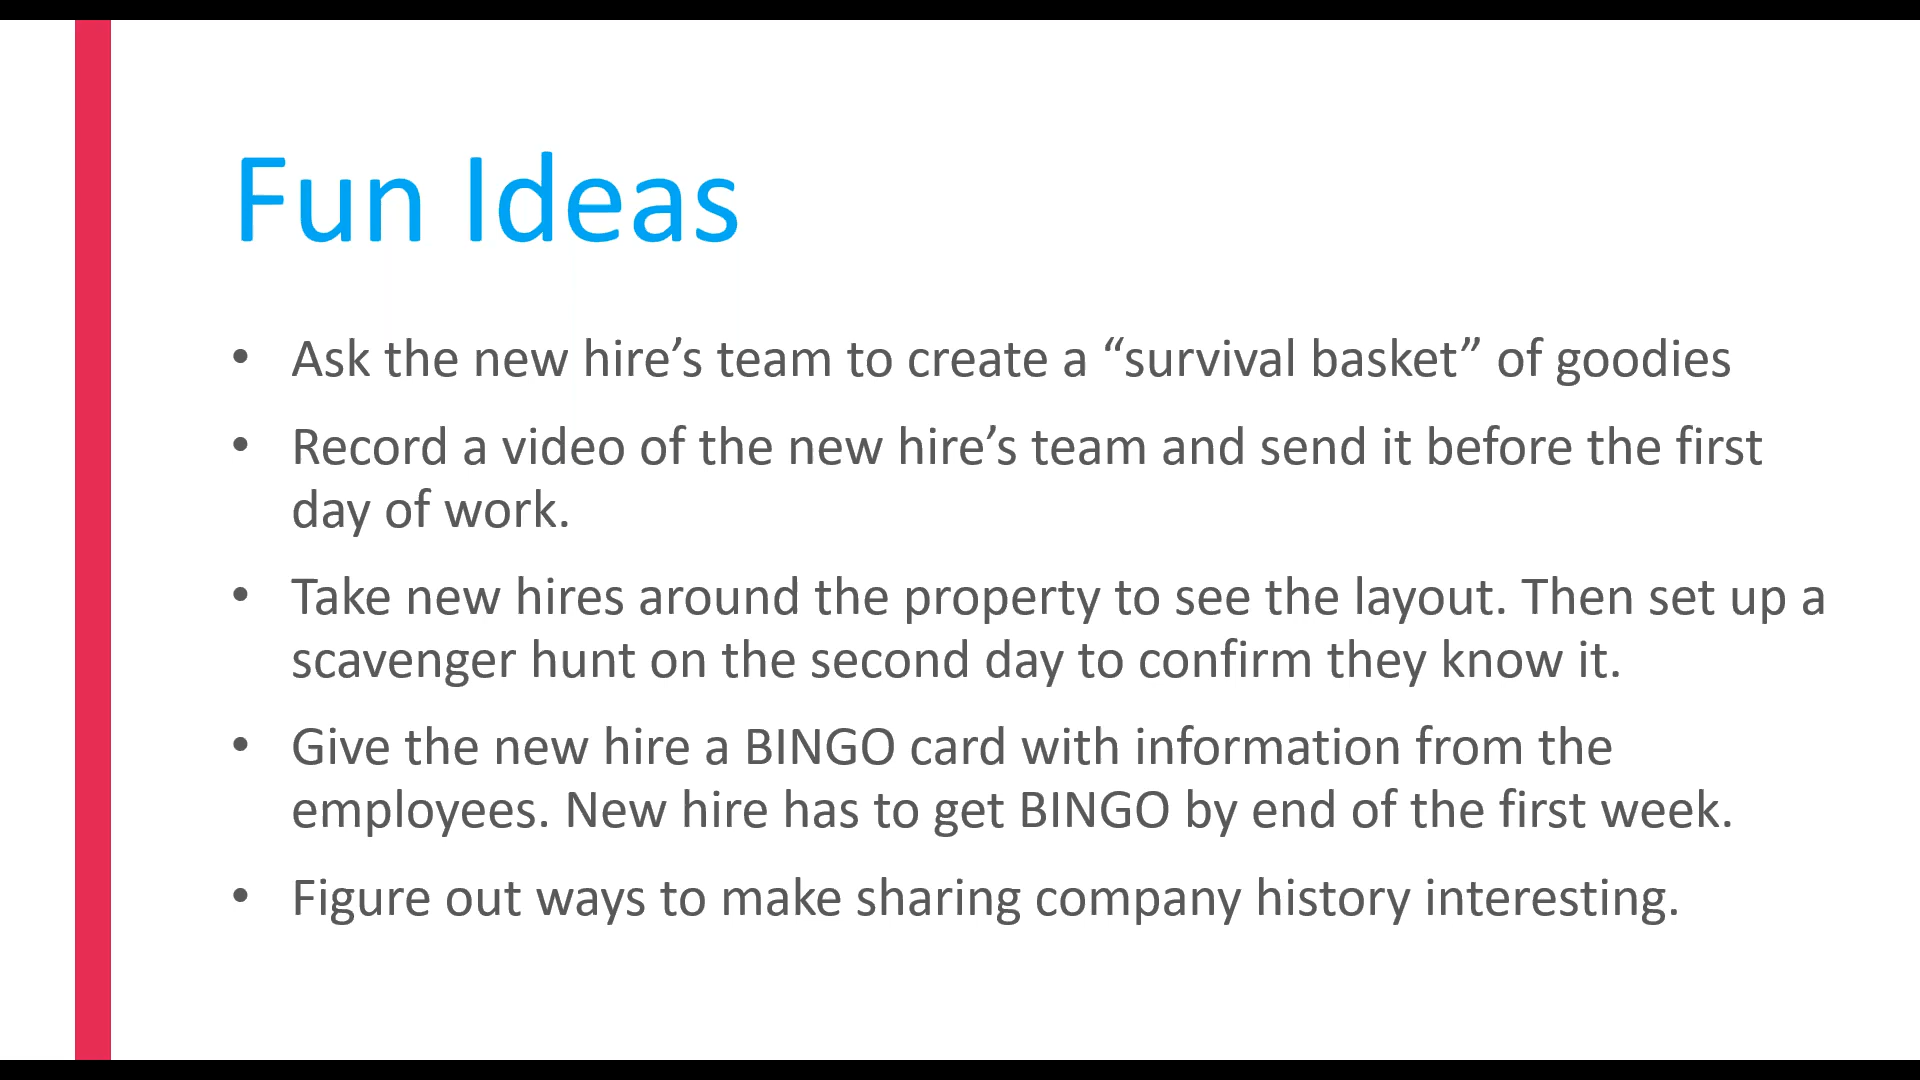 Fun Ideas
• Ask the new hire’s team to create a “survival basket” of goodies
• Record a video of the new hire’s team and send it before the first
day of work.
• Take new hires around the property to see the layout. Then set up a
scavenger hunt on the second day to confirm they know it.
• Give the new hire a BINGO card with information from the
employees. New hire has to get BINGO by end of the first week.
• Figure out ways to make sharing company history interesting.